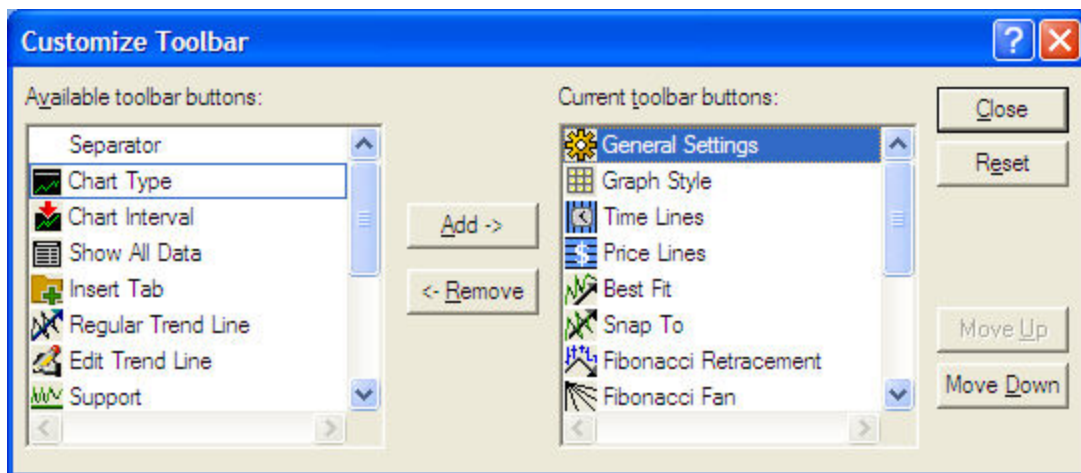 Customize Toolbar
Available toolbar buttons:
Separator
Chart Type
Chart Interval
Show All Data
Insert Tab
Regular Trend Line
Edit Trend Line
Support
Add ->
<- Remove
Current toolbar buttons:
General Settings
Graph Style
Time Lines
Price Lines
Best Fit
Snap To
Fibonacci Retracement
Fibonacci Fan
Close
Reset
Move Up
Move Down